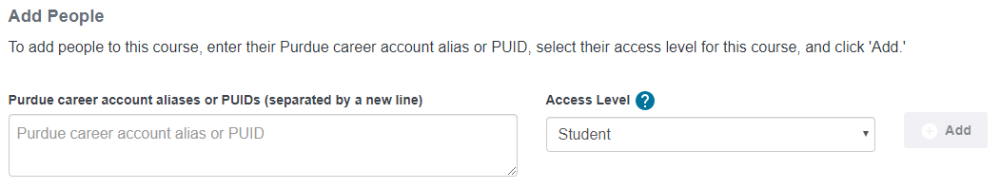 Add People
To add people to this course, enter their Purdue career account alias or PUID, select their access level for this course, and click 'Add.'
Purdue career account aliases or PUIDs (separated by a new line)
Access Level ?
Purdue career account alias or PUID
Student
Add